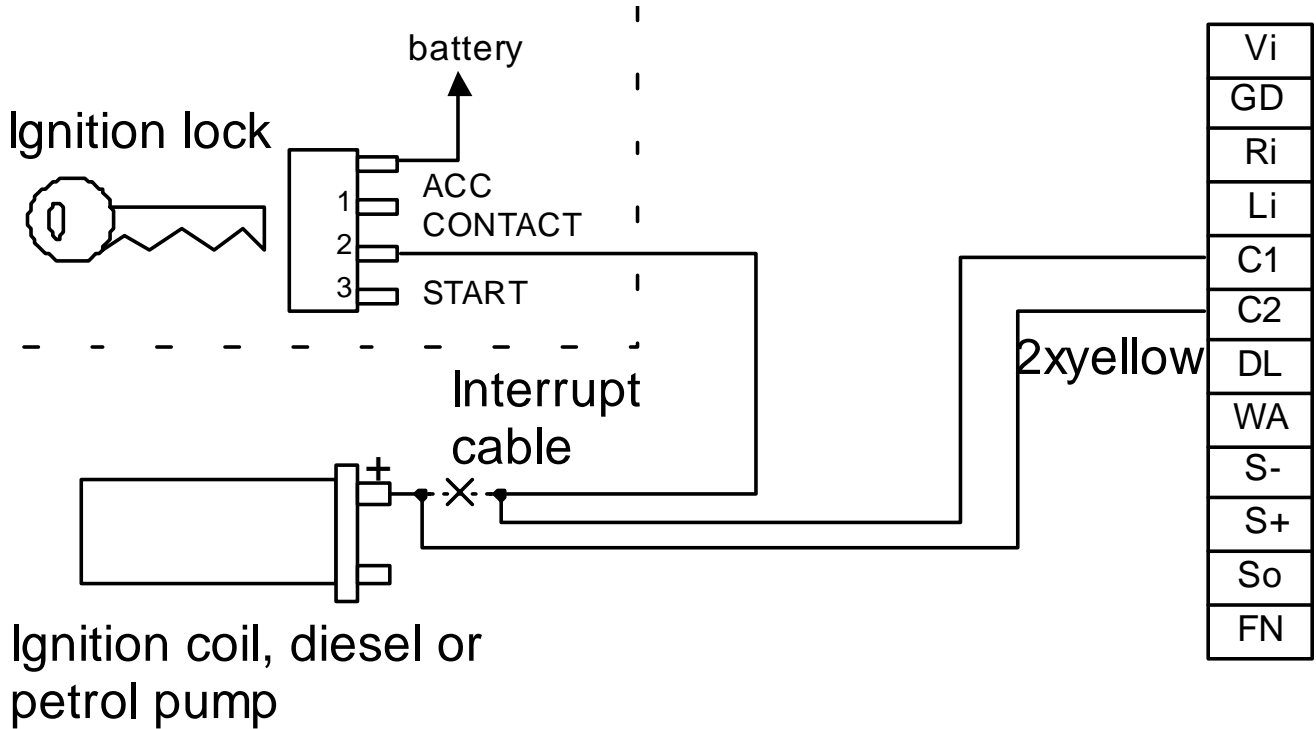 battery
Ignition lock
1
ACC
2
CONTACT
3
START
Interrupt
cable
+
Ignition coil, diesel or
petrol pump
2xyellow
Vi
GD
Ri
Li
C1
C2
DL
WA
S-
S+
So
FN